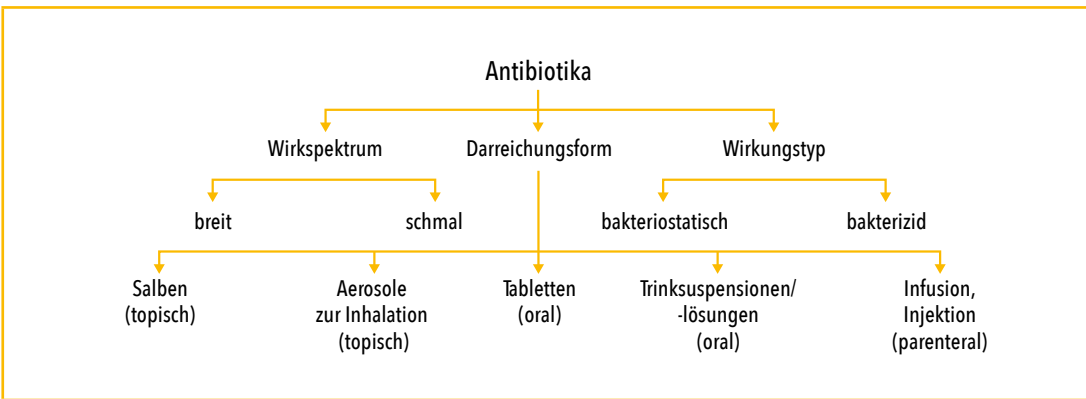 Antibiotika
Wirkspektrum Darreichungsform Wirkungstyp
breit schmal bakteriostatisch bakterizid
Salben
(topisch)
Aerosole
zur Inhalation
(topisch)
Tabletten
(oral)
Trinksuspensionen/
-lösungen
(oral)
Infusion,
Injektion
(parenteral)